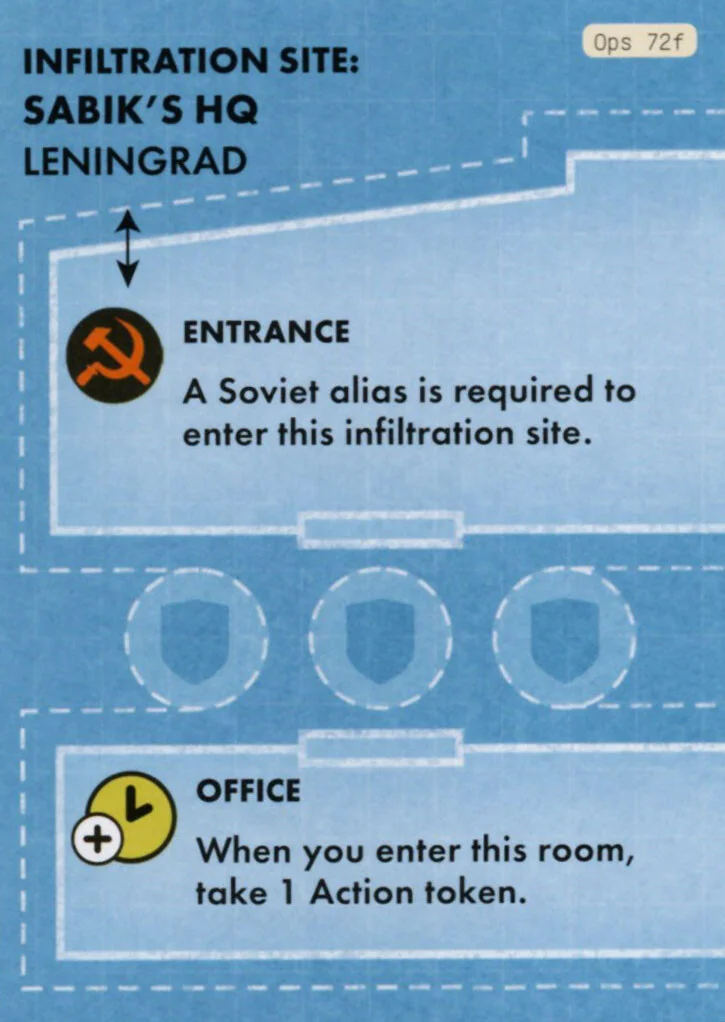 Ops 72f
INFILTRATION SITE:
SABIK'S HQ
LENINGRAD
ENTRANCE
A Soviet alias is required to
enter this infiltration site.
OFFICE
When you enter this room,
take 1 Action token.